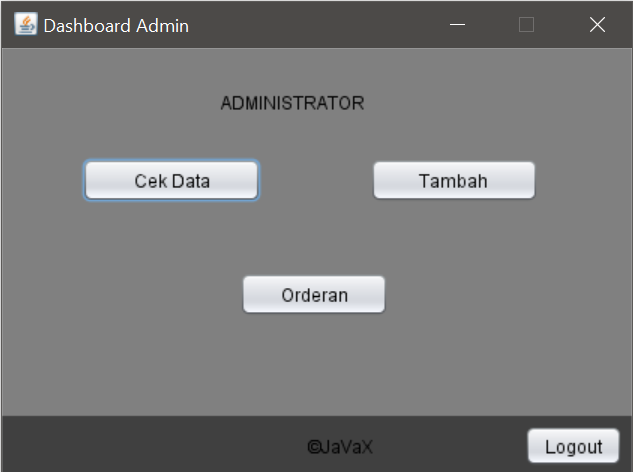 Dashboard Admin
ADMINISTRATOR
Cek Data
Tambah
Orderan
©JaVaX
Logout